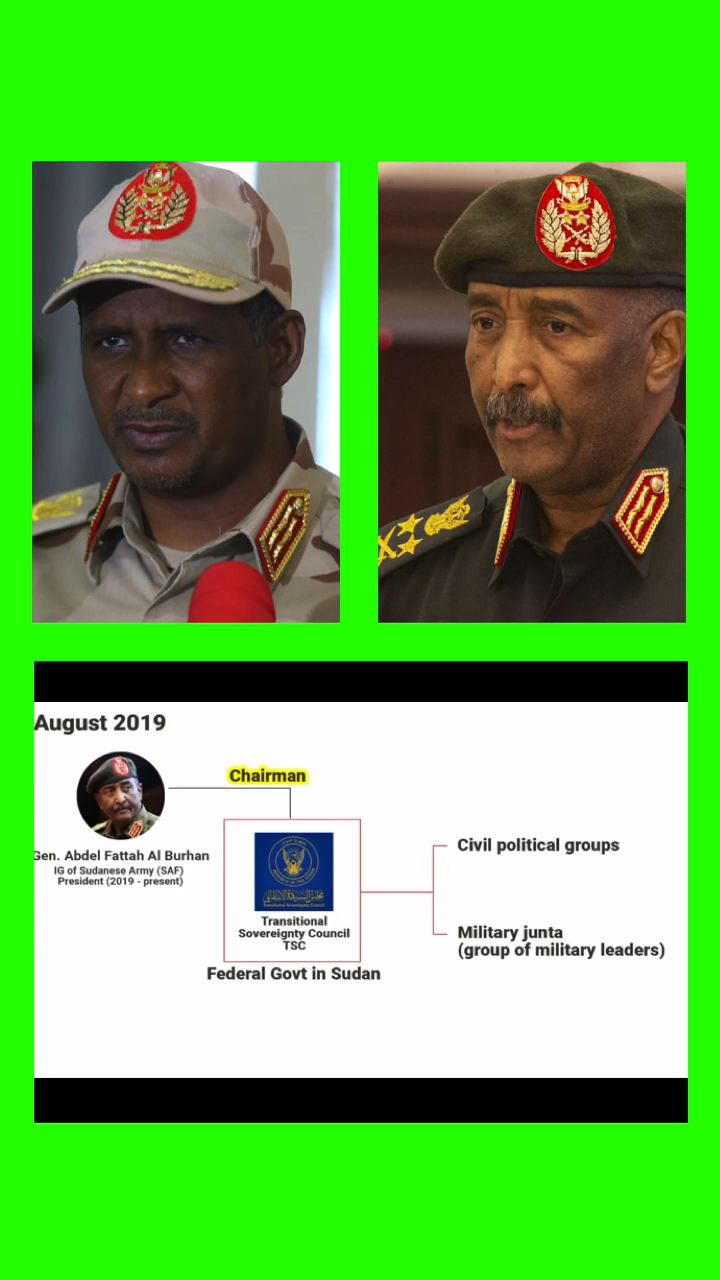 August 2019
Chairman
Gen. Abdel Fattah Al Burhan
IG of Sudanese Army (SAF)
President (2019 - present)
Transitional
Sovereignty Council
TSC
Federal Govt in Sudan
Civil political groups
Military junta
(group of military leaders)